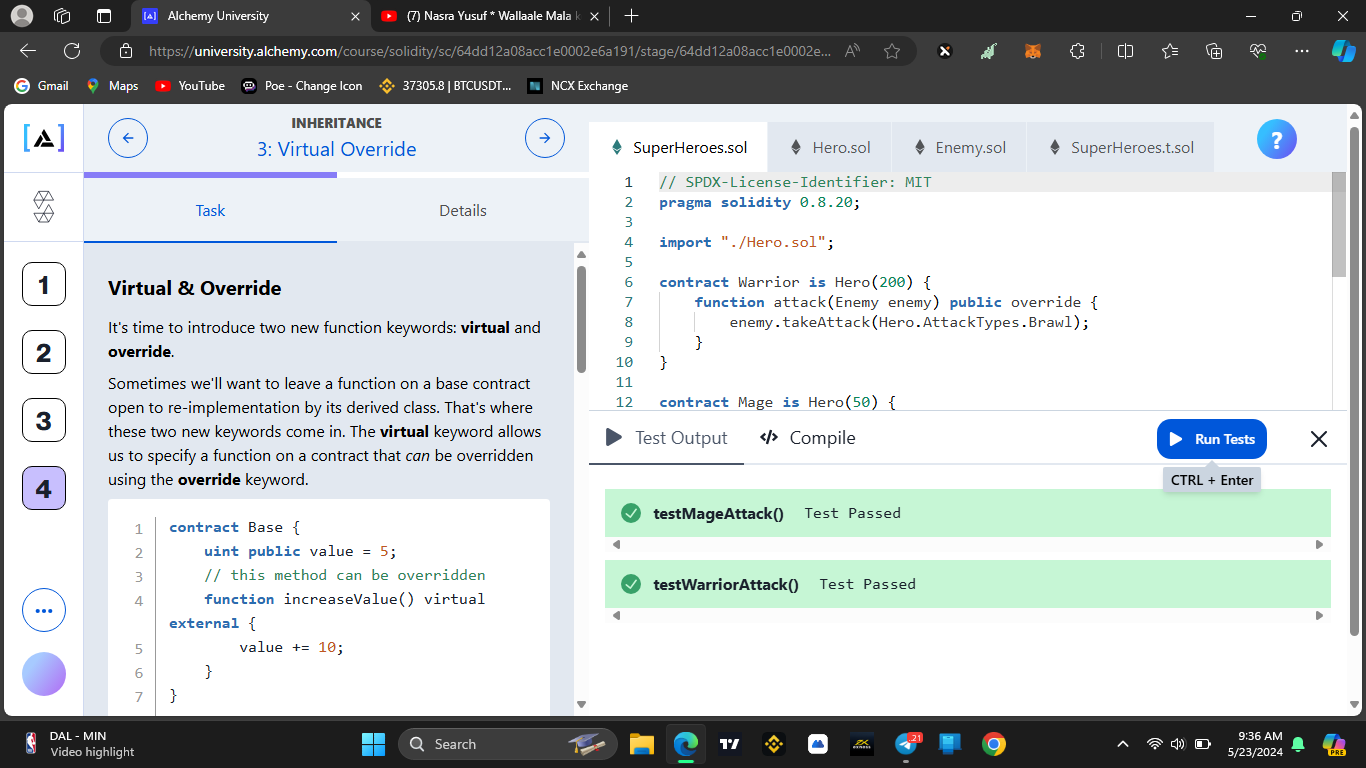 Alchemy University
(7) Nasra Yusuf * Wallaale Mala k
https://university.alchemy.com/course/solidity/sc/64dd12a08acc1e0002e6a191/stage/64dd12a08acc1e0002e...
Gmail
Maps
YouTube
Poe - Change Icon
37305.8 | BTCUSDT...
NCX Exchange
INHERITANCE
3: Virtual Override
Task
Details
1
2
3
4
Virtual & Override
It's time to introduce two new function keywords: virtual and
override.
Sometimes we'll want to leave a function on a base contract
open to re-implementation by its derived class. That's where
these two new keywords come in. The virtual keyword allows
us to specify a function on a contract that can be overridden
using the override keyword.
1 contract Base {
2 uint public value = 5;
3 // this method can be overridden
4 function increaseValue() virtual
external {
5 value += 10;
6 }
7 }
SuperHeroes.sol
Hero.sol
Enemy.sol
SuperHeroes.t.sol
?
1 // SPDX-License-Identifier: MIT
2 pragma solidity 0.8.20;
3
4 import "./Hero.sol";
5
6 contract Warrior is Hero(200) {
7 function attack(Enemy enemy) public override {
8 enemy.takeAttack(Hero.AttackTypes.Brawl);
9 }
10 }
11
12 contract Mage is Hero(50) {
Test Output
Compile
Run Tests
CTRL + Enter
testMageAttack() Test Passed
testWarriorAttack() Test Passed
DAL - MIN
Video highlight
Search
21
9:36 AM
5/23/2024
PRE